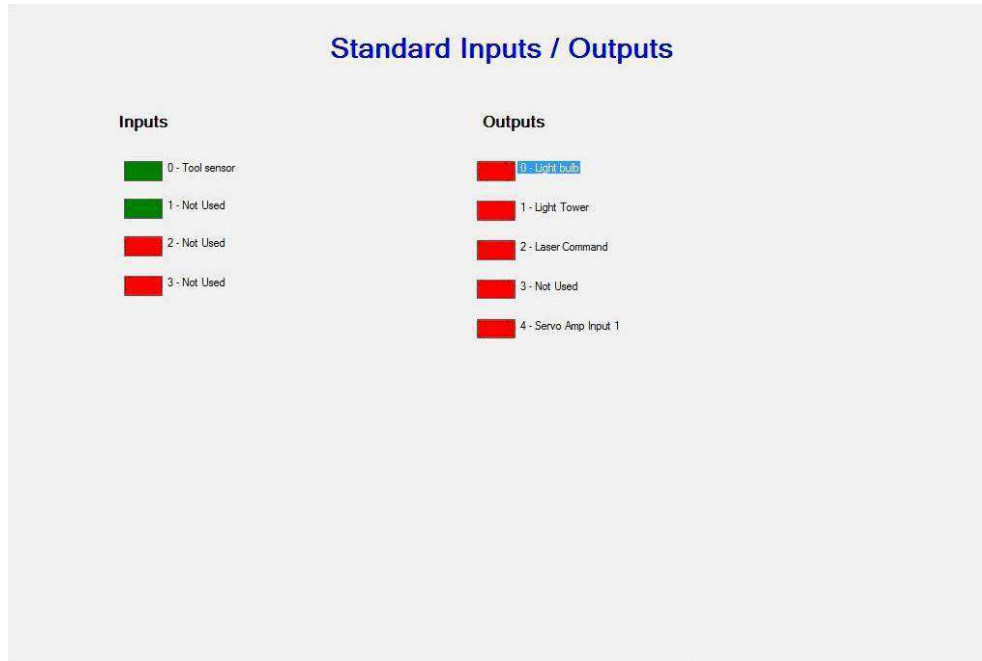 Standard Inputs / Outputs
Inputs
0 - Tool sensor
1 - Not Used
2 - Not Used
3 - Not Used
Outputs
0 - Light bulb
1 - Light Tower
2 - Laser Command
3 - Not Used
4 - Servo Amp Input 1